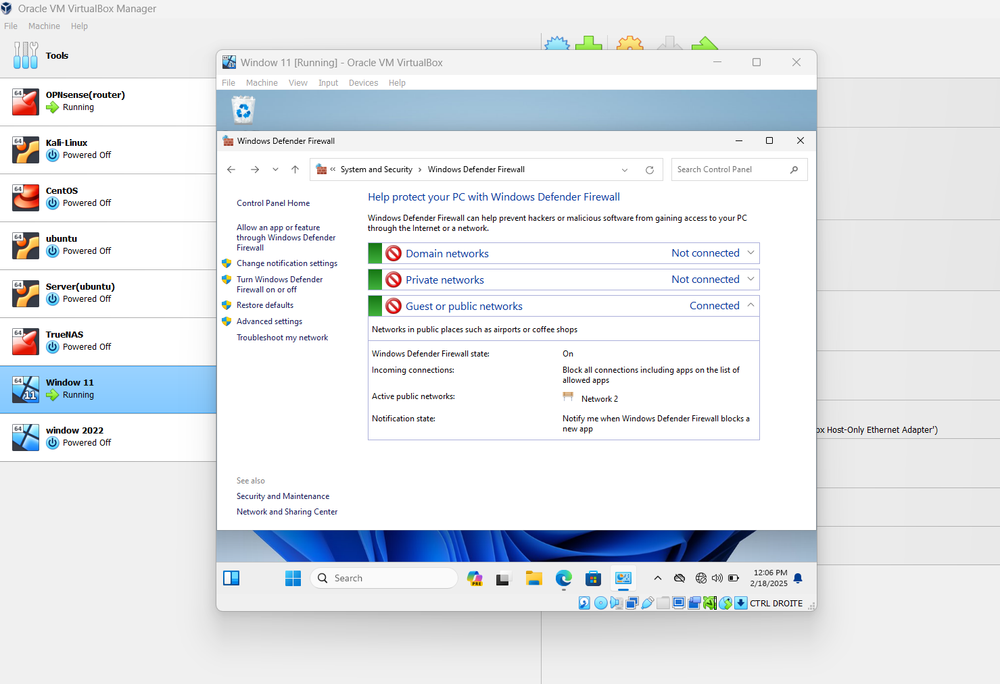 Oracle VM VirtualBox Manager
File Machine Help
Tools
64
OPNsense(router)
Running
64
Kali-Linux
Powered Off
64
CentOS
Powered Off
64
ubuntu
Powered Off
64
Server(ubuntu)
Powered Off
64
TrueNAS
Powered Off
64
11
Window 11
Running
64
window 2022
Powered Off
Window 11 [Running] - Oracle VM VirtualBox
File Machine View Input Devices Help
Windows Defender Firewall
« System and Security › Windows Defender Firewall
Search Control Panel
Control Panel Home
Allow an app or feature
through Windows Defender
Firewall
Change notification settings
Turn Windows Defender
Firewall on or off
Restore defaults
Advanced settings
Troubleshoot my network
See also
Security and Maintenance
Network and Sharing Center
Help protect your PC with Windows Defender Firewall
Windows Defender Firewall can help prevent hackers or malicious software from gaining access to your PC
through the Internet or a network.
Domain networks Not connected
Private networks Not connected
Guest or public networks Connected
Networks in public places such as airports or coffee shops
Windows Defender Firewall state: On
Incoming connections: Block all connections including apps on the list of
allowed apps
Active public networks: Network 2
Notification state: Notify me when Windows Defender Firewall blocks a
new app
Search
PRE
12:06 PM
2/18/2025
CTRL DROITE
ox Host-Only Ethernet Adapter')